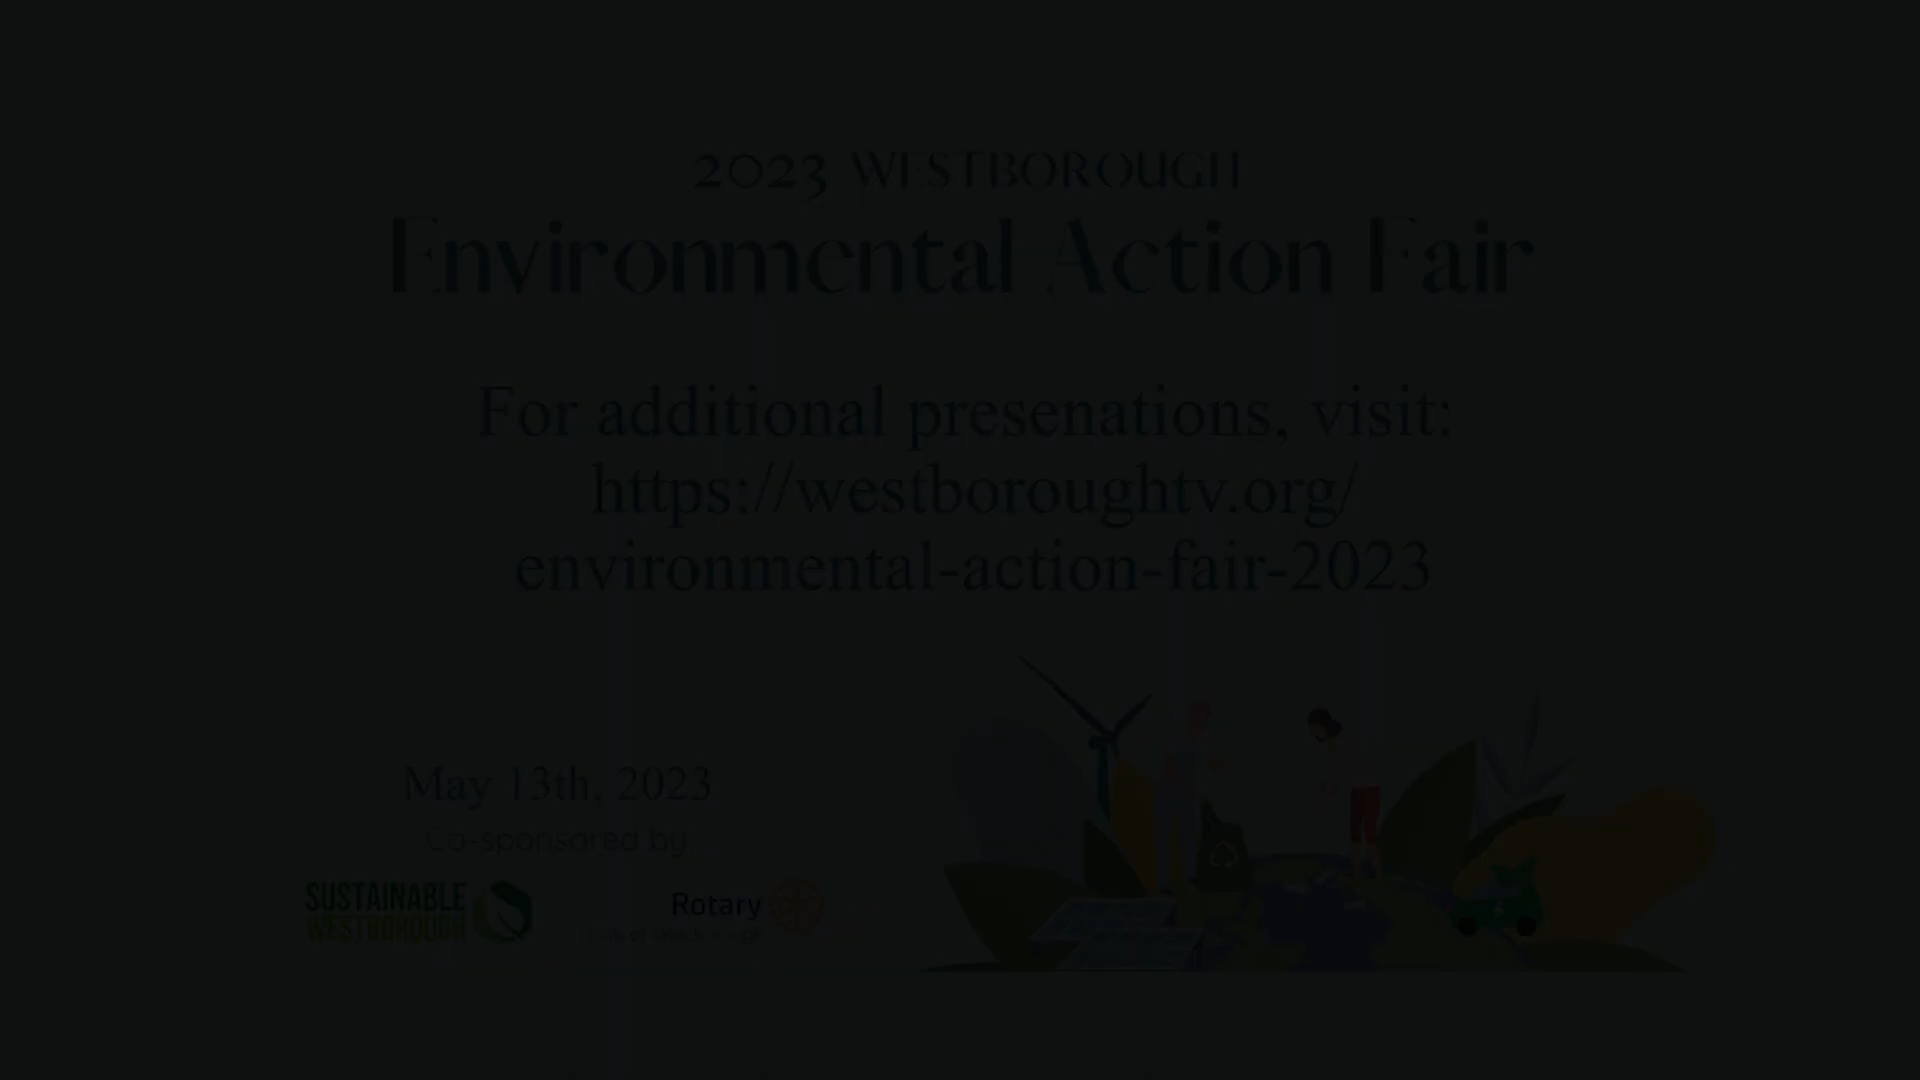 2023 WESTBOROUGH
Environmental Action Fair
For additional presenations, visit:
https://westboroughtv.org/
environmental-action-fair-2023
May 13th, 2023
Co-sponsored by
SUSTAINABLE
WESTBOROUGH
Rotary